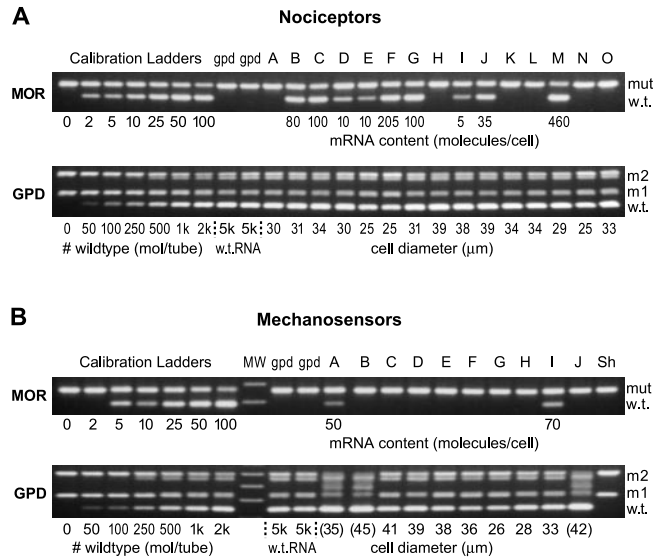 A
Nociceptors
Calibration Ladders gpd gpd A B C D E F G H I J K L M N O
MOR
mut
w.t.
0 2 5 10 25 50 100 80 100 10 10 205 100 5 35 460
mRNA content (molecules/cell)
GPD
m2
m1
w.t.
0 50 100 250 500 1k 2k 5k 5k 30 31 34 30 25 25 31 39 38 39 34 34 29 25 33
# wildtype (mol/tube) w.t.RNA cell diameter (μm)
B
Mechanosensors
Calibration Ladders MW gpd gpd A B C D E F G H I J Sh
MOR
mut
w.t.
0 2 5 10 25 50 100 50 70
mRNA content (molecules/cell)
GPD
m2
m1
w.t.
0 50 100 250 500 1k 2k 5k 5k (35) (45) 41 39 38 36 26 28 33 (42)
# wildtype (mol/tube) w.t.RNA cell diameter (μm)